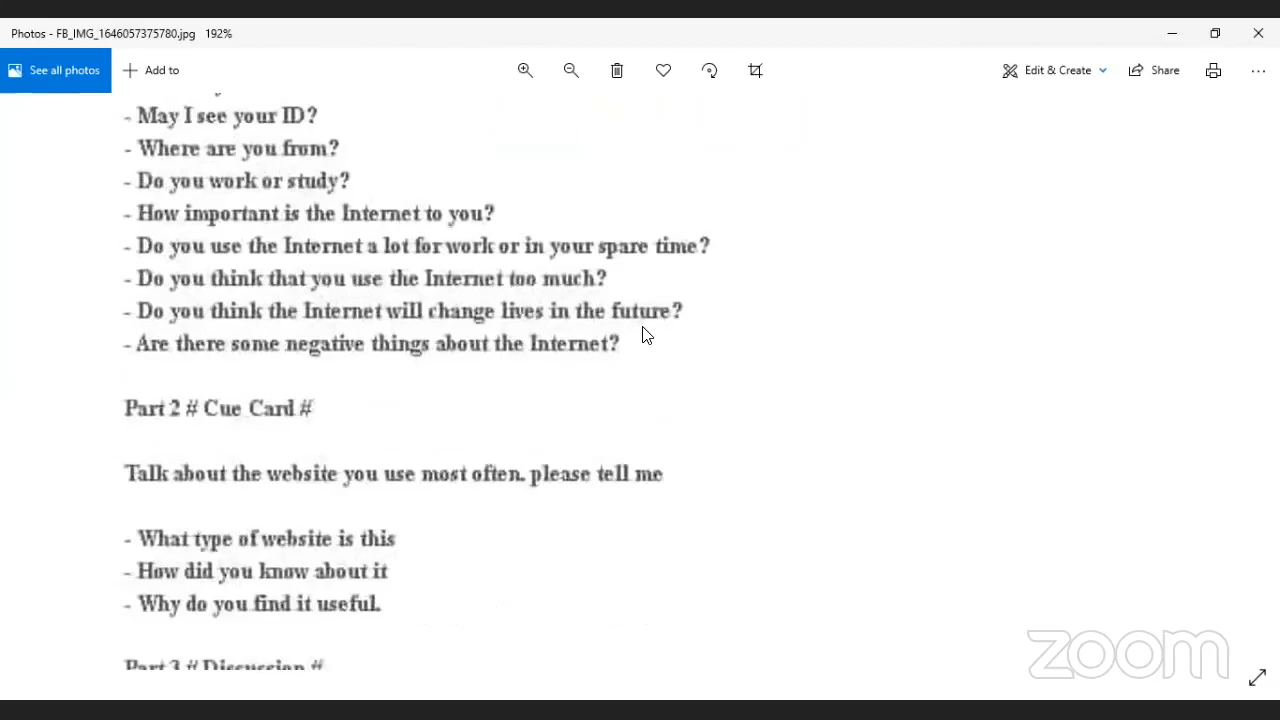 Photos - FB_IMG_1646057375780.jpg 192%
See all photos
Add to
Edit & Create
Share
- May I see your ID?
- Where are you from?
- Do you work or study?
- How important is the Internet to you?
- Do you use the Internet a lot for work or in your spare time?
- Do you think that you use the Internet too much?
- Do you think the Internet will change lives in the future?
- Are there some negative things about the Internet?
Part 2 # Cue Card #
Talk about the website you use most often. please tell me
- What type of website is this
- How did you know about it
- Why do you find it useful.
Part 3 # Discussion #
zoom